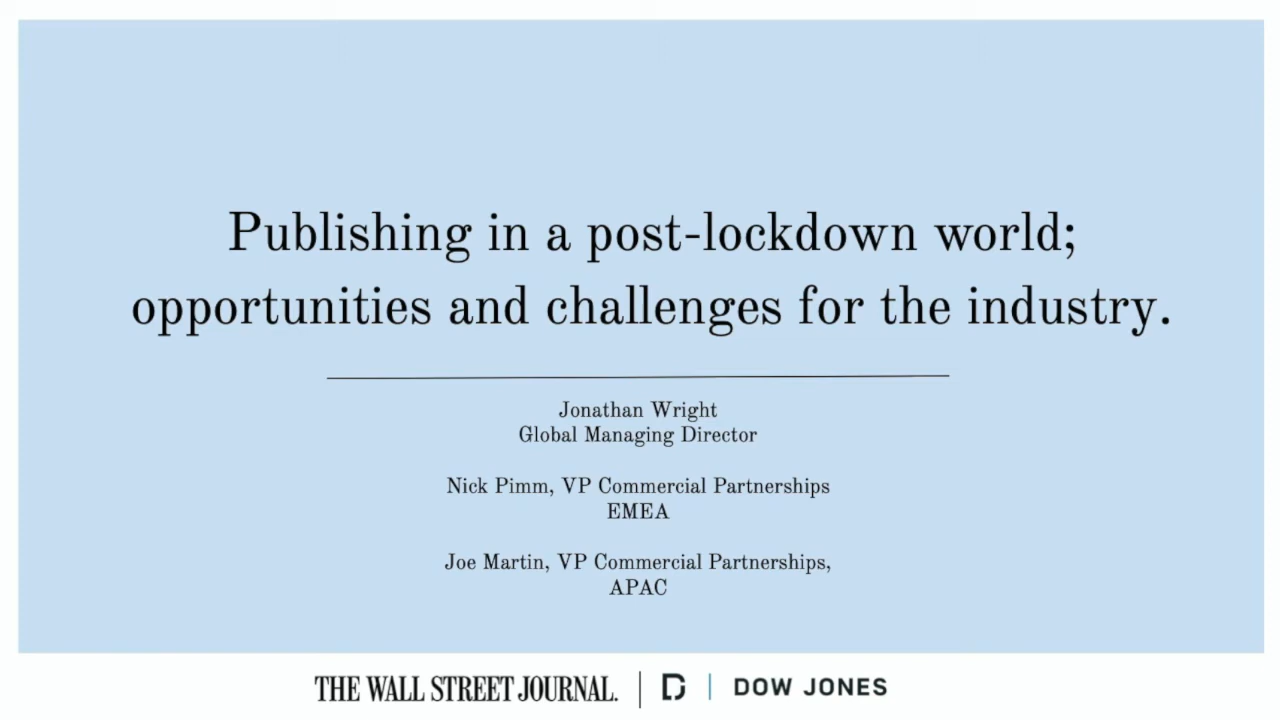 Publishing in a post-lockdown world;
opportunities and challenges for the industry.
Jonathan Wright
Global Managing Director
Nick Pimm, VP Commercial Partnerships
EMEA
Joe Martin, VP Commercial Partnerships,
APAC
THE WALL STREET JOURNAL. D DOW JONES